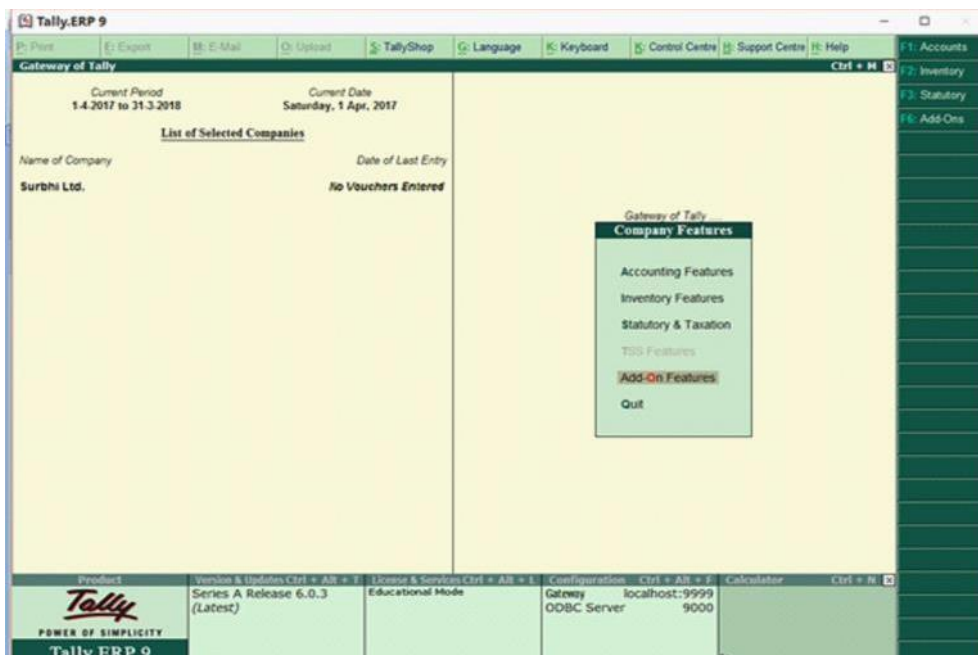 Tally.ERP 9
P: Print E: Export M: E-Mail O: Upload S: TallyShop G: Language K: Keyboard K: Control Centre H: Support Centre H: Help
F1: Accounts
Gateway of Tally Ctrl + M
F2: Inventory
Current Period Current Date
1-4-2017 to 31-3-2018 Saturday, 1 Apr, 2017
F3: Statutory
F6: Add-Ons
List of Selected Companies
Name of Company Date of Last Entry
Surbhi Ltd. No Vouchers Entered
Gateway of Tally ....
Company Features
Accounting Features
Inventory Features
Statutory & Taxation
TSS Features
Add-On Features
Quit
Product Version & Updates Ctrl + Alt + T License & Services Ctrl + Alt + L Configuration Ctrl + Alt + F Calculator Ctrl + N
Tally
POWER OF SIMPLICITY
Tally ERP 9
Series A Release 6.0.3
(Latest)
Educational Mode
Gateway localhost:9999
ODBC Server 9000